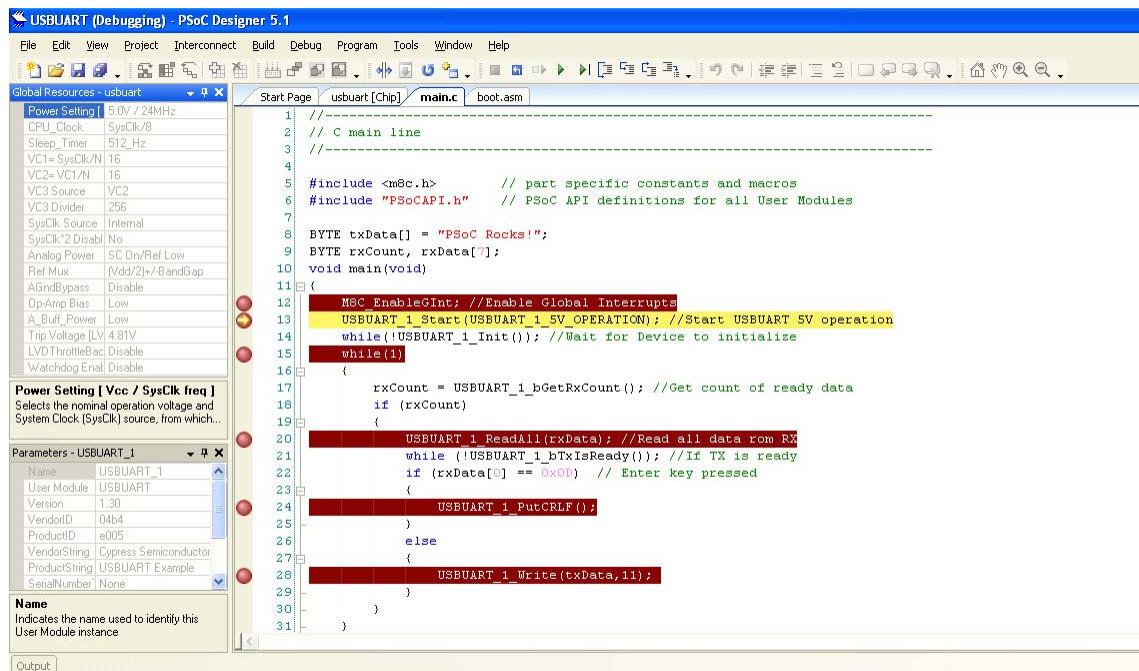 USBUART (Debugging) - PSoC Designer 5.1
File Edit View Project Interconnect Build Debug Program Tools Window Help
Global Resources - usbuart
Power Setting [ 5.0V / 24MHz
CPU_Clock SysClk/8
Sleep_Timer 512_Hz
VC1= SysClk/N 16
VC2= VC1/N 16
VC3 Source VC2
VC3 Divider 256
SysClk Source Internal
SysClk*2 Disabl No
Analog Power SC On/Ref Low
Ref Mux (Vdd/2)+/-BandGap
AGndBypass Disable
Op-Amp Bias Low
A_Buff_Power Low
Trip Voltage [LV 4.81V
LVDThrottleBac Disable
Watchdog Enabl Disable
Power Setting [ Vcc / SysClk freq ]
Selects the nominal operation voltage and
System Clock (SysClk) source, from which...
Parameters - USBUART_1
Name USBUART_1
User Module USBUART
Version 1.30
VendorID 04b4
ProductID e005
VendorString Cypress Semiconductor
ProductString USBUART Example
SerialNumber None
Name
Indicates the name used to identify this
User Module instance
Output
Start Page usbuart [Chip] main.c boot.asm
1 //----------------------------------------------------------------------------
2 // C main line
3 //----------------------------------------------------------------------------
4
5 #include <m8c.h> // part specific constants and macros
6 #include "PSoCAPI.h" // PSoC API definitions for all User Modules
7
8 BYTE txData[] = "PSoC Rocks!";
9 BYTE rxCount, rxData[7];
10 void main(void)
11 {
12 M8C_EnableGInt; //Enable Global Interrupts
13 USBUART_1_Start(USBUART_1_5V_OPERATION); //Start USBUART 5V operation
14 while(!USBUART_1_Init()); //Wait for Device to initialize
15 while(1)
16 {
17 rxCount = USBUART_1_bGetRxCount(); //Get count of ready data
18 if (rxCount)
19 {
20 USBUART_1_ReadAll(rxData); //Read all data rom RX
21 while (!USBUART_1_bTxIsReady()); //If TX is ready
22 if (rxData[0] == 0x0D) // Enter key pressed
23 {
24 USBUART_1_PutCRLF();
25 }
26 else
27 {
28 USBUART_1_Write(txData,11);
29 }
30 }
31 }